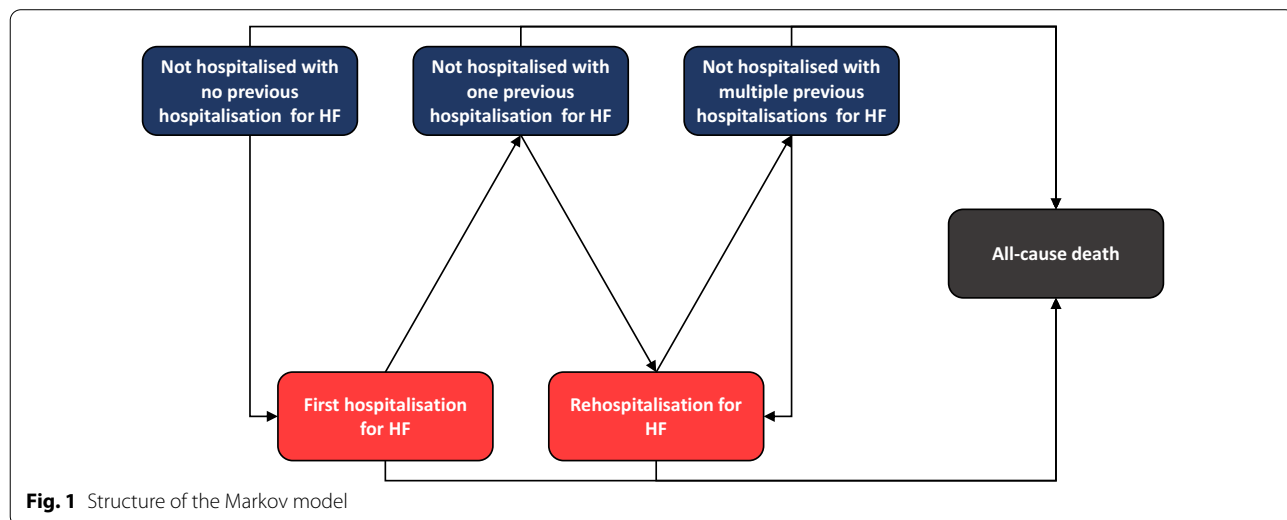 Not hospitalised with
no previous
hospitalisation for HF
Not hospitalised with
one previous
hospitalisation for HF
Not hospitalised with
multiple previous
hospitalisations for HF
All-cause death
First hospitalisation
for HF
Rehospitalisation for
HF
Fig. 1 Structure of the Markov model